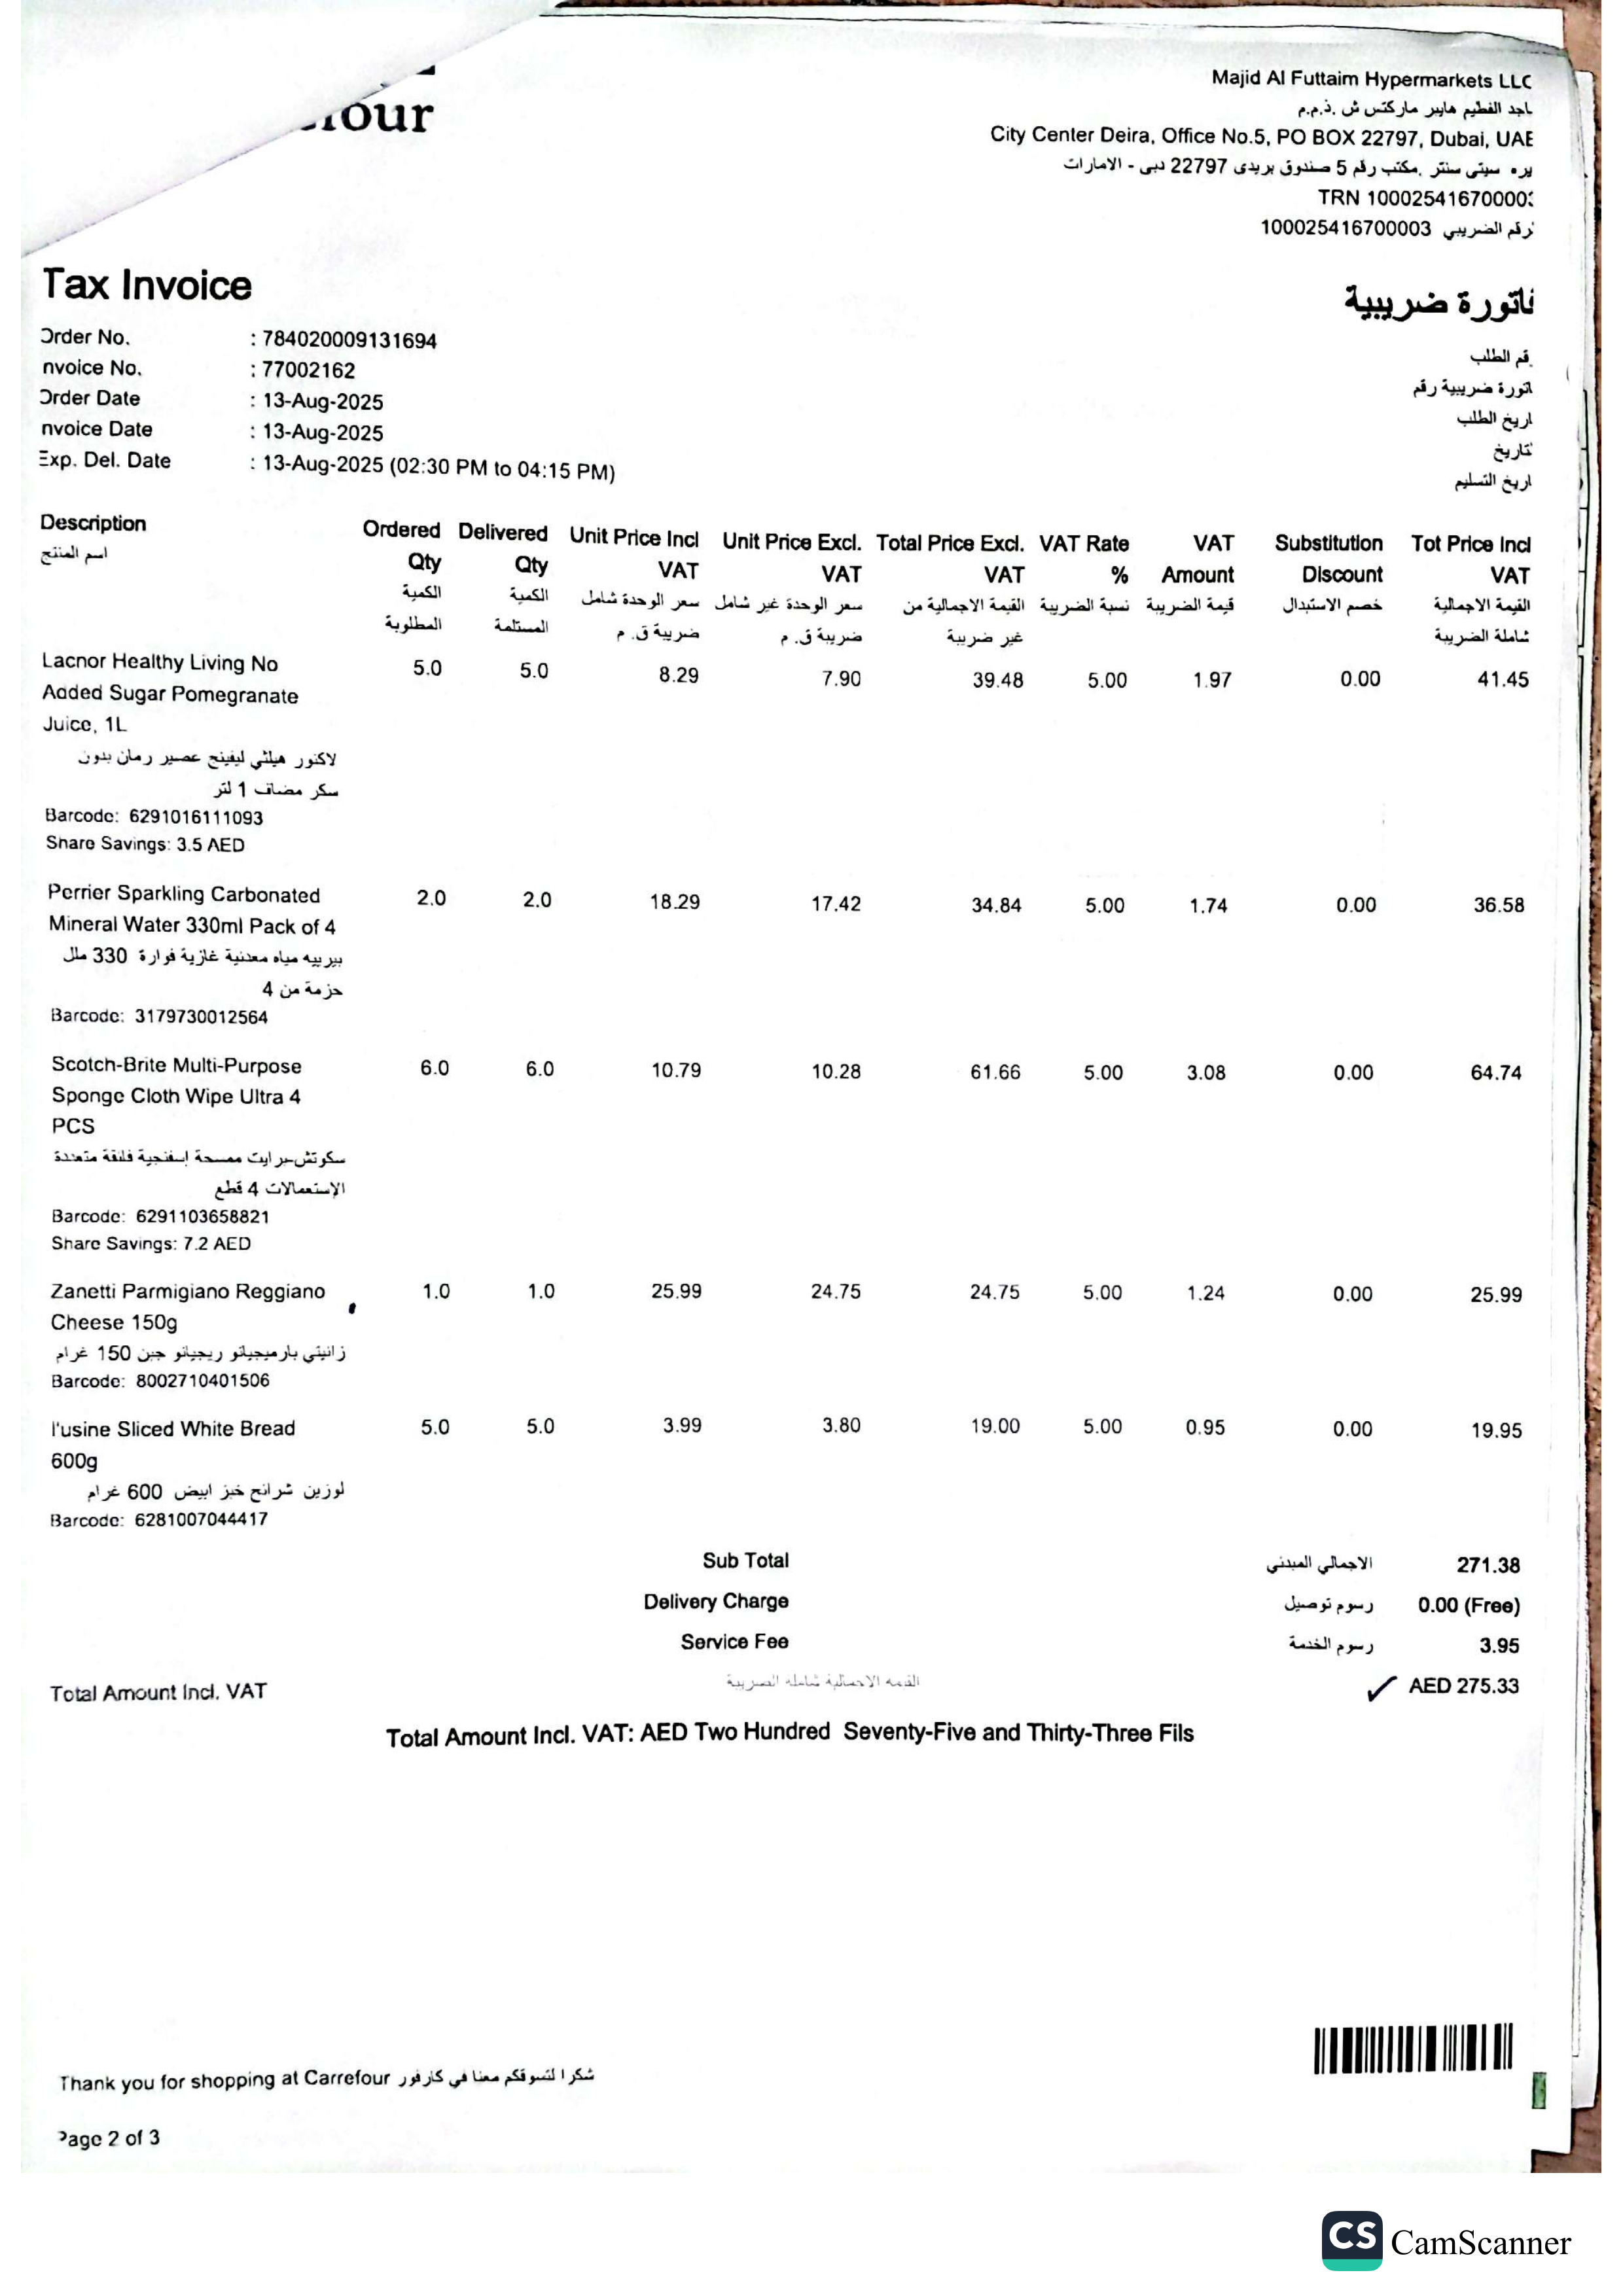 Majid Al Futtaim Hypermarkets LLC
اجد الفطيم هايبر ماركتس ش .ذ.م.م
City Center Deira, Office No.5, PO BOX 22797, Dubai, UAE
يره سيتى سنتر .مكتب رقم 5 صندوق بريدى 22797 دبى - الامارات
TRN 100025416700003
رقم الضريبي 100025416700003
Tax Invoice فاتورة ضريبية
Order No. : 784020009131694 قم الطلب
nvoice No. : 77002162 اتورة ضريبية رقم
Order Date : 13-Aug-2025 اريخ الطلب
nvoice Date : 13-Aug-2025 تاريخ
Exp. Del. Date : 13-Aug-2025 (02:30 PM to 04:15 PM) اريخ التسليم
Description Ordered Delivered Unit Price Incl Unit Price Excl. Total Price Excl. VAT Rate VAT Substitution Tot Price Incl
اسم المنتج Qty Qty VAT VAT VAT % Amount Discount VAT
الكمية الكمية سعر الوحدة شامل سعر الوحدة غير شامل القيمة الاجمالية من نسبة الضريبة قيمة الضريبة خصم الاستبدال القيمة الاجمالية
المطلوبة المستلمة ضريبة ق. م ضريبة ق. م غير ضريبة شاملة الضريبة
Lacnor Healthy Living No 5.0 5.0 8.29 7.90 39.48 5.00 1.97 0.00 41.45
Added Sugar Pomegranate
Juice, 1L
لاكنور هيلثي ليفينج عصير رمان بدون
سكر مضاف 1 لتر
Barcode: 6291016111093
Share Savings: 3.5 AED
Perrier Sparkling Carbonated 2.0 2.0 18.29 17.42 34.84 5.00 1.74 0.00 36.58
Mineral Water 330ml Pack of 4
بيرييه مياه معدنية غازية فوارة 330 ملل
حزمة من 4
Barcode: 3179730012564
Scotch-Brite Multi-Purpose 6.0 6.0 10.79 10.28 61.66 5.00 3.08 0.00 64.74
Sponge Cloth Wipe Ultra 4
PCS
سكوتش-برايت ممسحة إسفنجية فائقة متعددة
الإستعمالات 4 قطع
Barcode: 6291103658821
Share Savings: 7.2 AED
Zanetti Parmigiano Reggiano 1.0 1.0 25.99 24.75 24.75 5.00 1.24 0.00 25.99
Cheese 150g
زانيتي بارميجيانو ريجيانو جبن 150 غرام
Barcode: 8002710401506
l'usine Sliced White Bread 5.0 5.0 3.99 3.80 19.00 5.00 0.95 0.00 19.95
600g
لوزين شرائح خبز ابيض 600 غرام
Barcode: 6281007044417
Sub Total الاجمالي المبدئي 271.38
Delivery Charge رسوم توصيل 0.00 (Free)
Service Fee رسوم الخدمة 3.95
Total Amount Incl. VAT القيمة الاجمالية شاملة الضريبة ✓ AED 275.33
Total Amount Incl. VAT: AED Two Hundred Seventy-Five and Thirty-Three Fils
Thank you for shopping at Carrefour شكرا لتسوقكم معنا في كارفور
Page 2 of 3
CS CamScanner